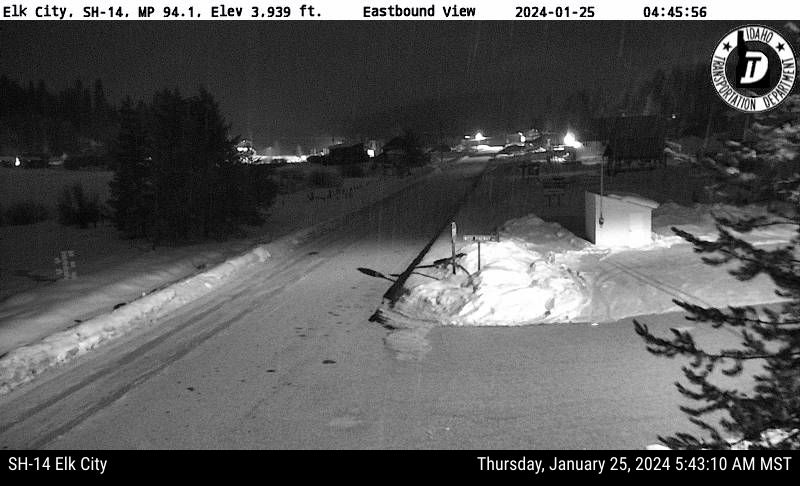 Elk City, SH-14, MP 94.1, Elev 3,939 ft. Eastbound View 2024-01-25 04:45:56
IDAHO
TRANSPORTATION DEPARTMENT
SH-14 Elk City Thursday, January 25, 2024 5:43:10 AM MST